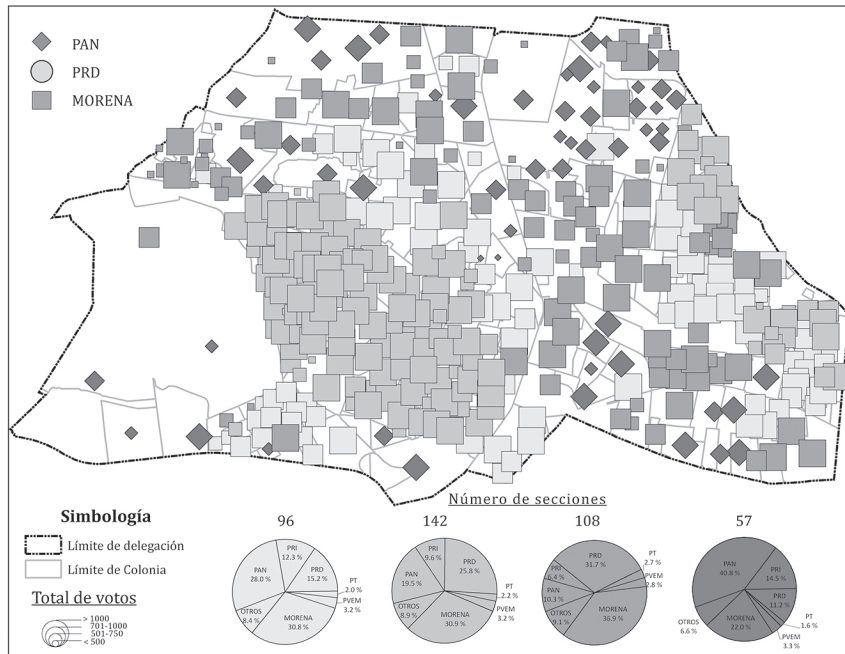 PAN
PRD
MORENA
Simbología
Límite de delegación
Límite de Colonia
Total de votos
> 1000
701-1000
501-750
< 500
Número de secciones
96
PRI
12.3 %
PRD
15.2 %
PT
2.0 %
PVEM
3.2 %
MORENA
30.8 %
OTROS
8.4 %
PAN
28.0 %
142
PRI
9.6 %
PRD
25.8 %
PT
2.2 %
PVEM
3.2 %
MORENA
30.9 %
OTROS
8.9 %
PAN
19.5 %
108
PRD
31.7 %
PT
2.7 %
PVEM
2.8 %
MORENA
36.9 %
OTROS
9.1 %
PAN
10.3 %
PRI
6.4 %
57
PAN
40.8 %
PRI
14.5 %
PRD
11.2 %
PT
1.6 %
PVEM
3.3 %
MORENA
22.0 %
OTROS
6.6 %